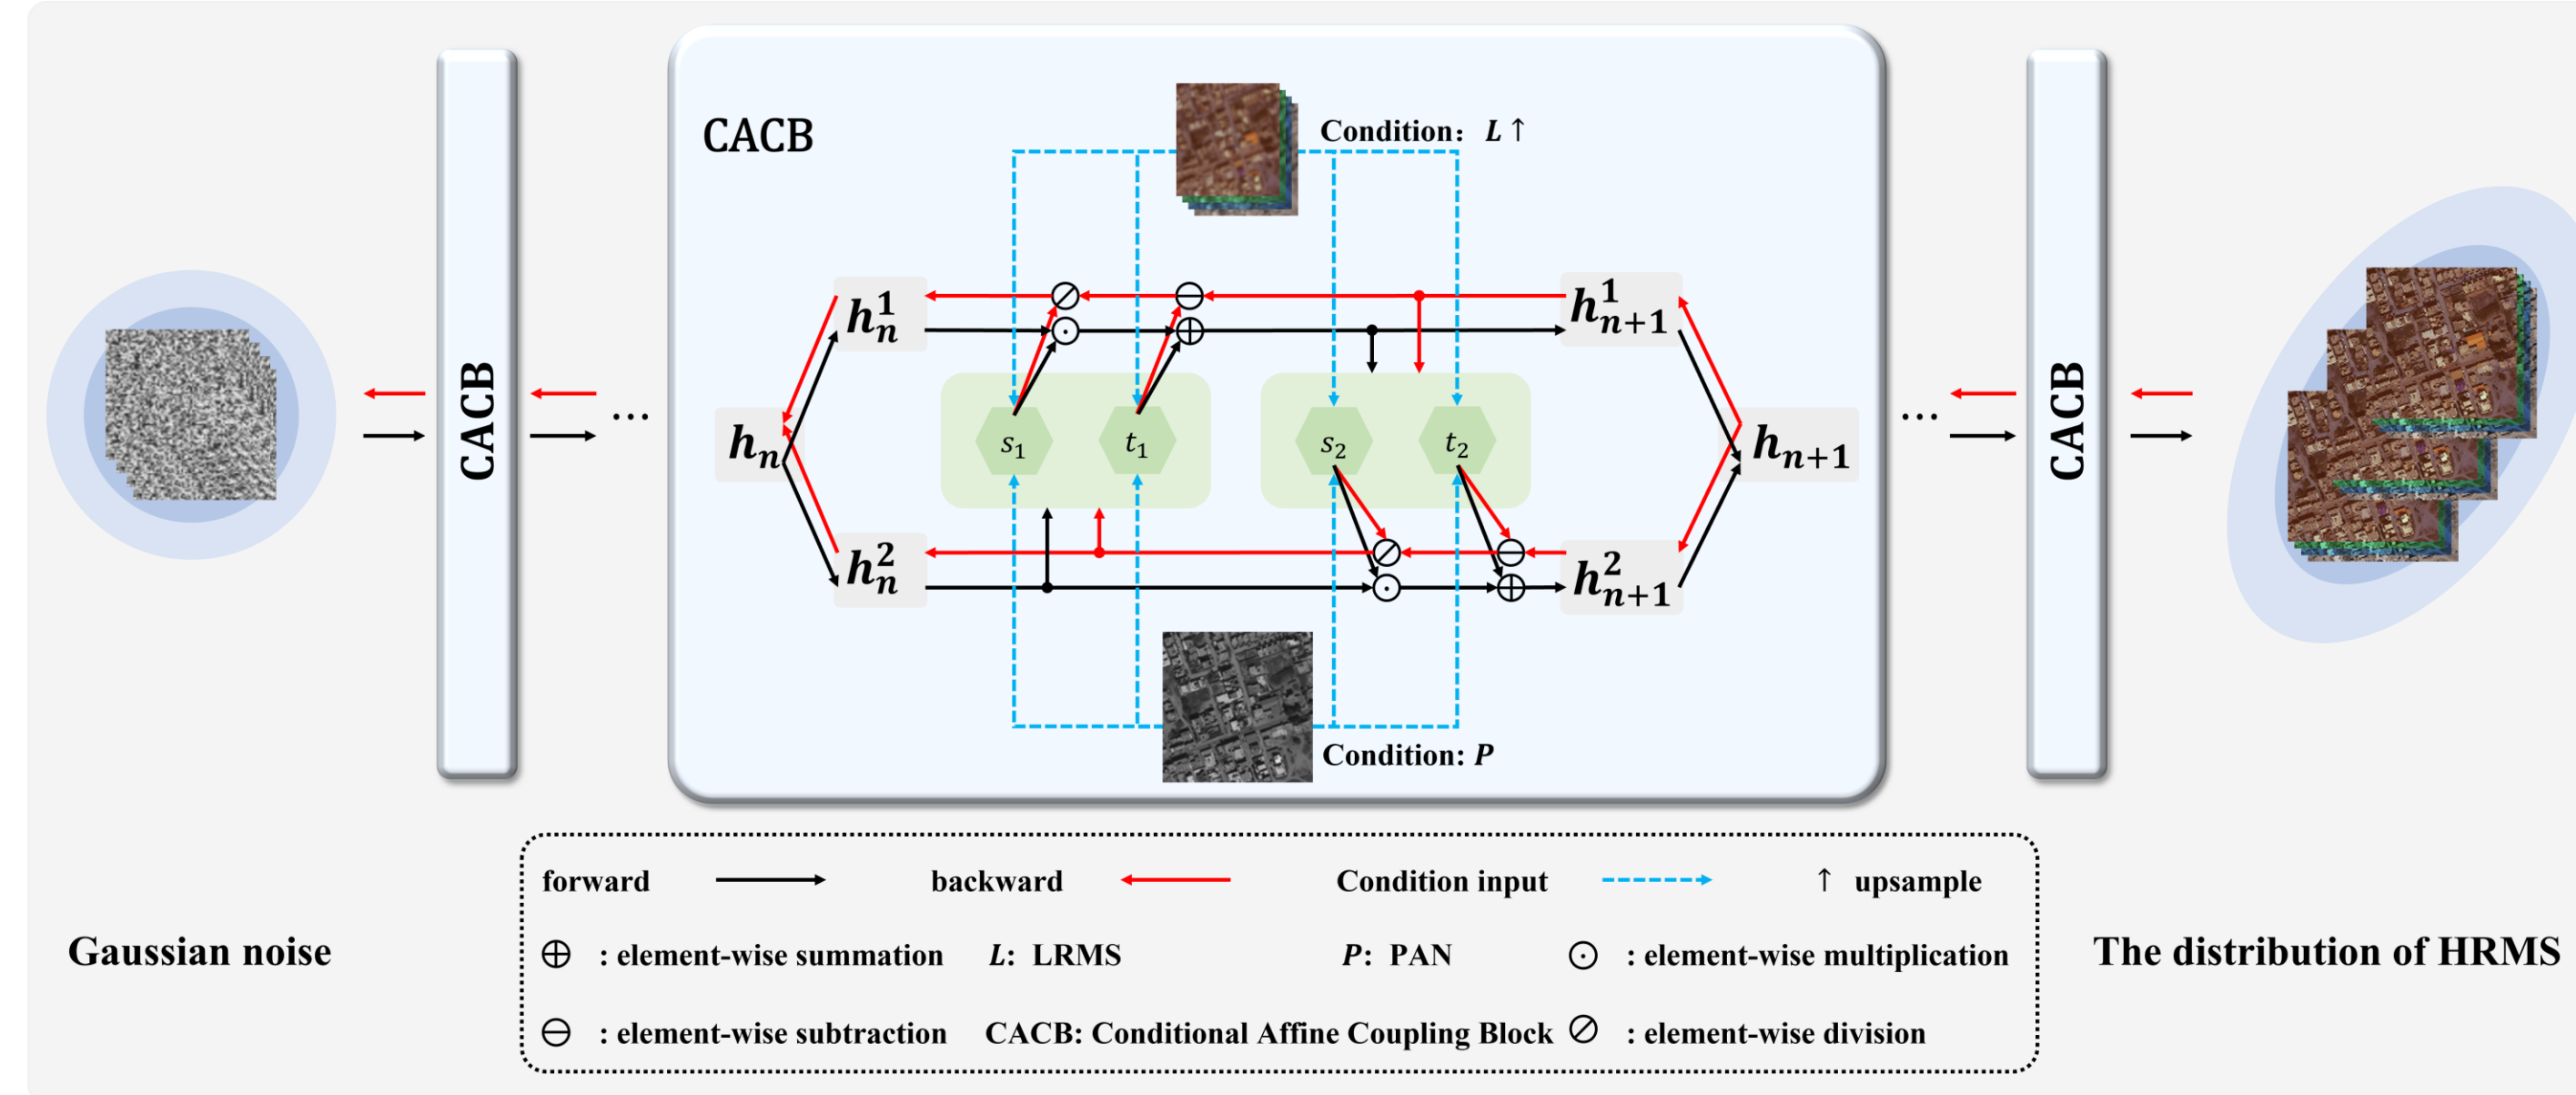 CACB
CACB
Condition： L ↑
h_n^1
h_{n+1}^1
s_1
t_1
s_2
t_2
h_n
...
...
h_{n+1}
CACB
h_n^2
h_{n+1}^2
Condition: P
forward
backward
Condition input
↑ upsample
⊕ : element-wise summation
L: LRMS
P: PAN
⊙ : element-wise multiplication
⊖ : element-wise subtraction
CACB: Conditional Affine Coupling Block
⊘ : element-wise division
Gaussian noise
The distribution of HRMS